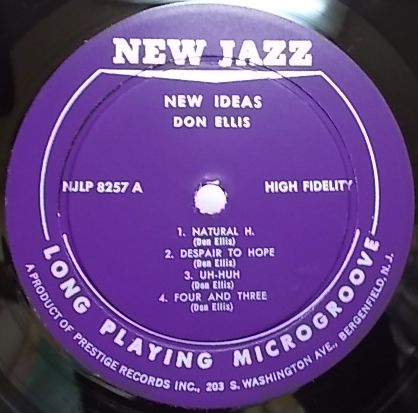 NEW JAZZ
NEW IDEAS
DON ELLIS
NJLP 8257 A
HIGH FIDELITY
1. NATURAL H.
(Don Ellis)
2. DESPAIR TO HOPE
(Don Ellis)
3. UH-HUH
(Don Ellis)
4. FOUR AND THREE
(Don Ellis)
LONG PLAYING MICROGROOVE
A PRODUCT OF PRESTIGE RECORDS INC., 203 S. WASHINGTON AVE., BERGENFIELD, N. J.